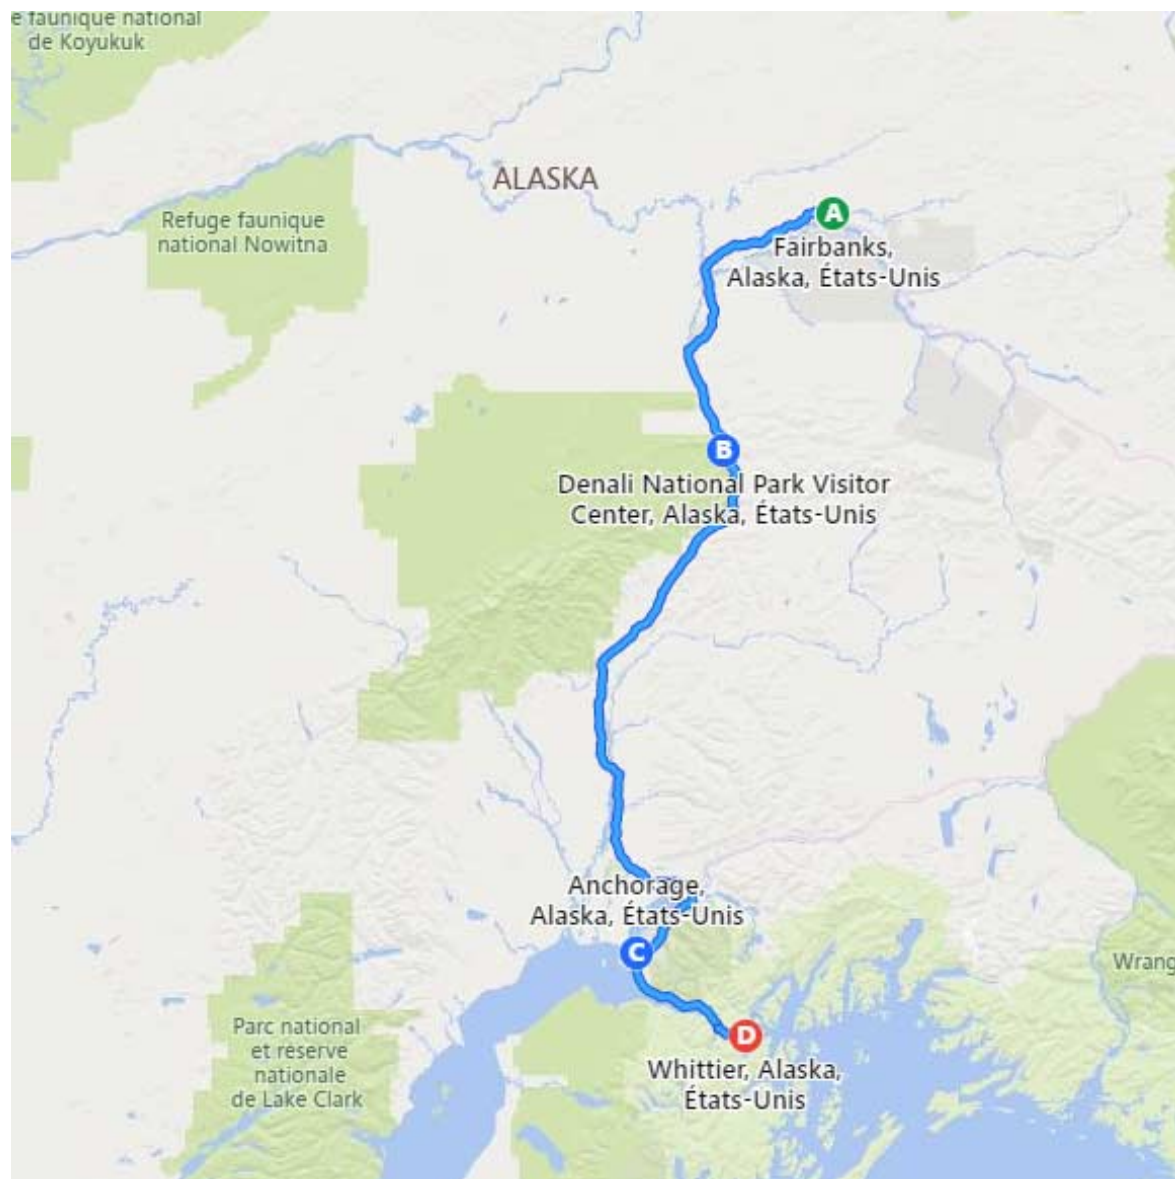 e faunique national
de Koyukuk
ALASKA
Refuge faunique
national Nowitna
A
Fairbanks,
Alaska, États-Unis
B
Denali National Park Visitor
Center, Alaska, États-Unis
Anchorage,
Alaska, États-Unis
C
Wrang
Parc national
et reserve
nationale
de Lake Clark
D
Whittier, Alaska,
États-Unis